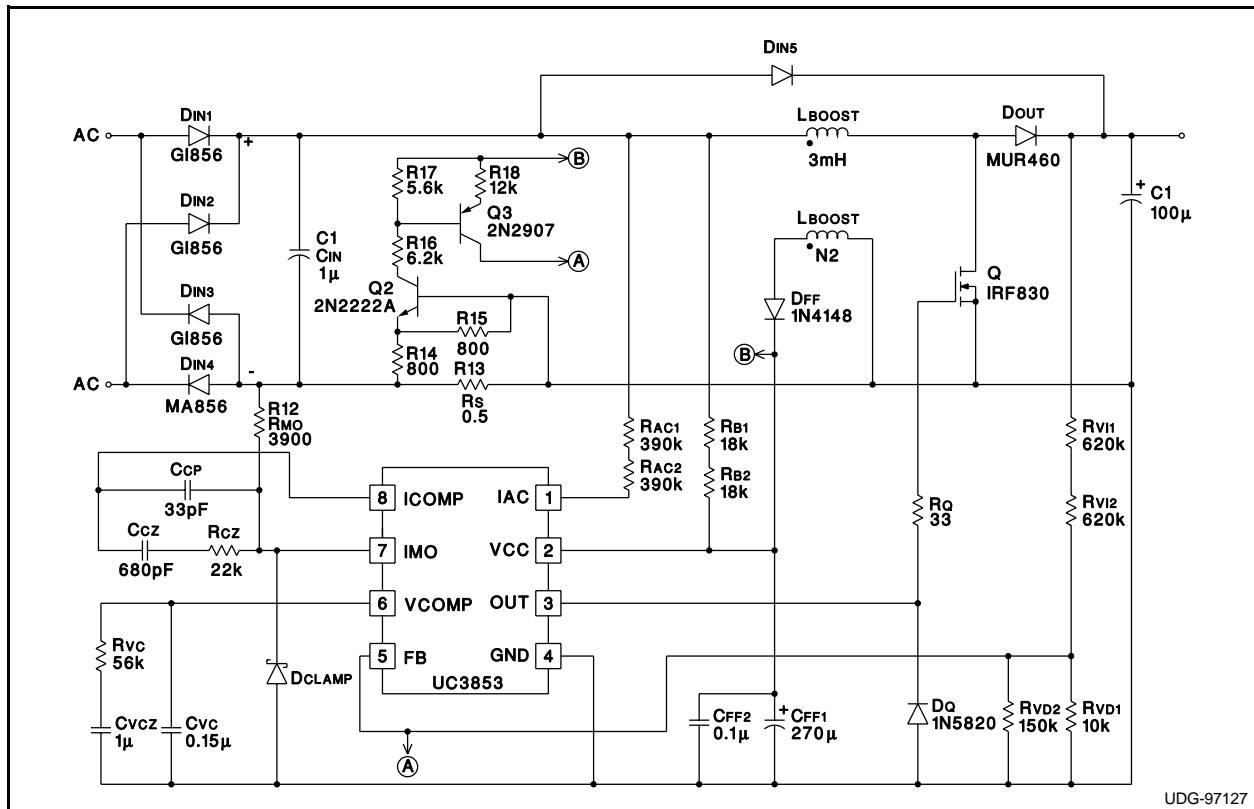 DIN5
AC
DIN1
GI856
+
LBOOST
3mH
DOUT
MUR460
B
R17
5.6k
R18
12k
DIN2
GI856
Q3
2N2907
LBOOST
N2
+
C1
100µ
C1
CIN
1µ
R16
6.2k
A
Q
IRF830
Q2
2N2222A
DIN3
GI856
DFF
1N4148
R15
800
B
R14
800
R13
RS
0.5
DIN4
-
AC
MA856
R12
RMO
3900
RAC1
390k
RB1
18k
RVI1
620k
RAC2
390k
RB2
18k
CCP
33pF
8 ICOMP
IAC 1
RQ
33
RVI2
620k
CCZ
680pF
RCZ
22k
7 IMO
VCC 2
6 VCOMP
OUT 3
RVC
56k
5 FB
GND 4
UC3853
DCLAMP
CVCZ
1µ
CVC
0.15µ
CFF2
0.1µ
+
CFF1
270µ
DQ
1N5820
RVD2
150k
RVD1
10k
A
UDG-97127